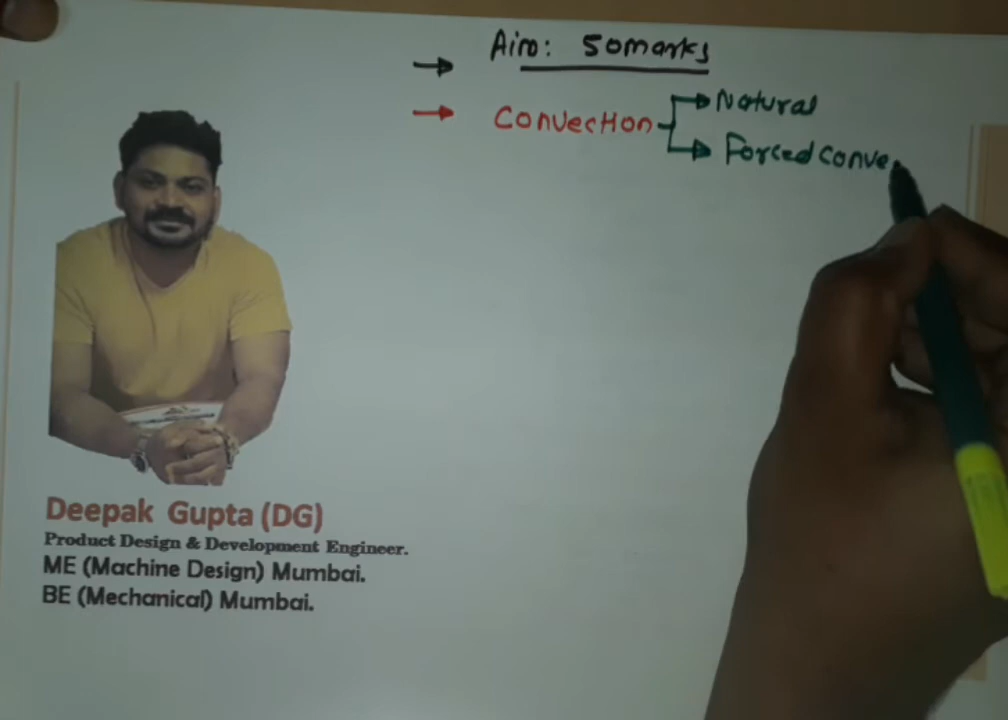 → Aim: 50marks
→ Convection → Natural
→ Forced Conve
Deepak Gupta (DG)
Product Design & Development Engineer.
ME (Machine Design) Mumbai.
BE (Mechanical) Mumbai.